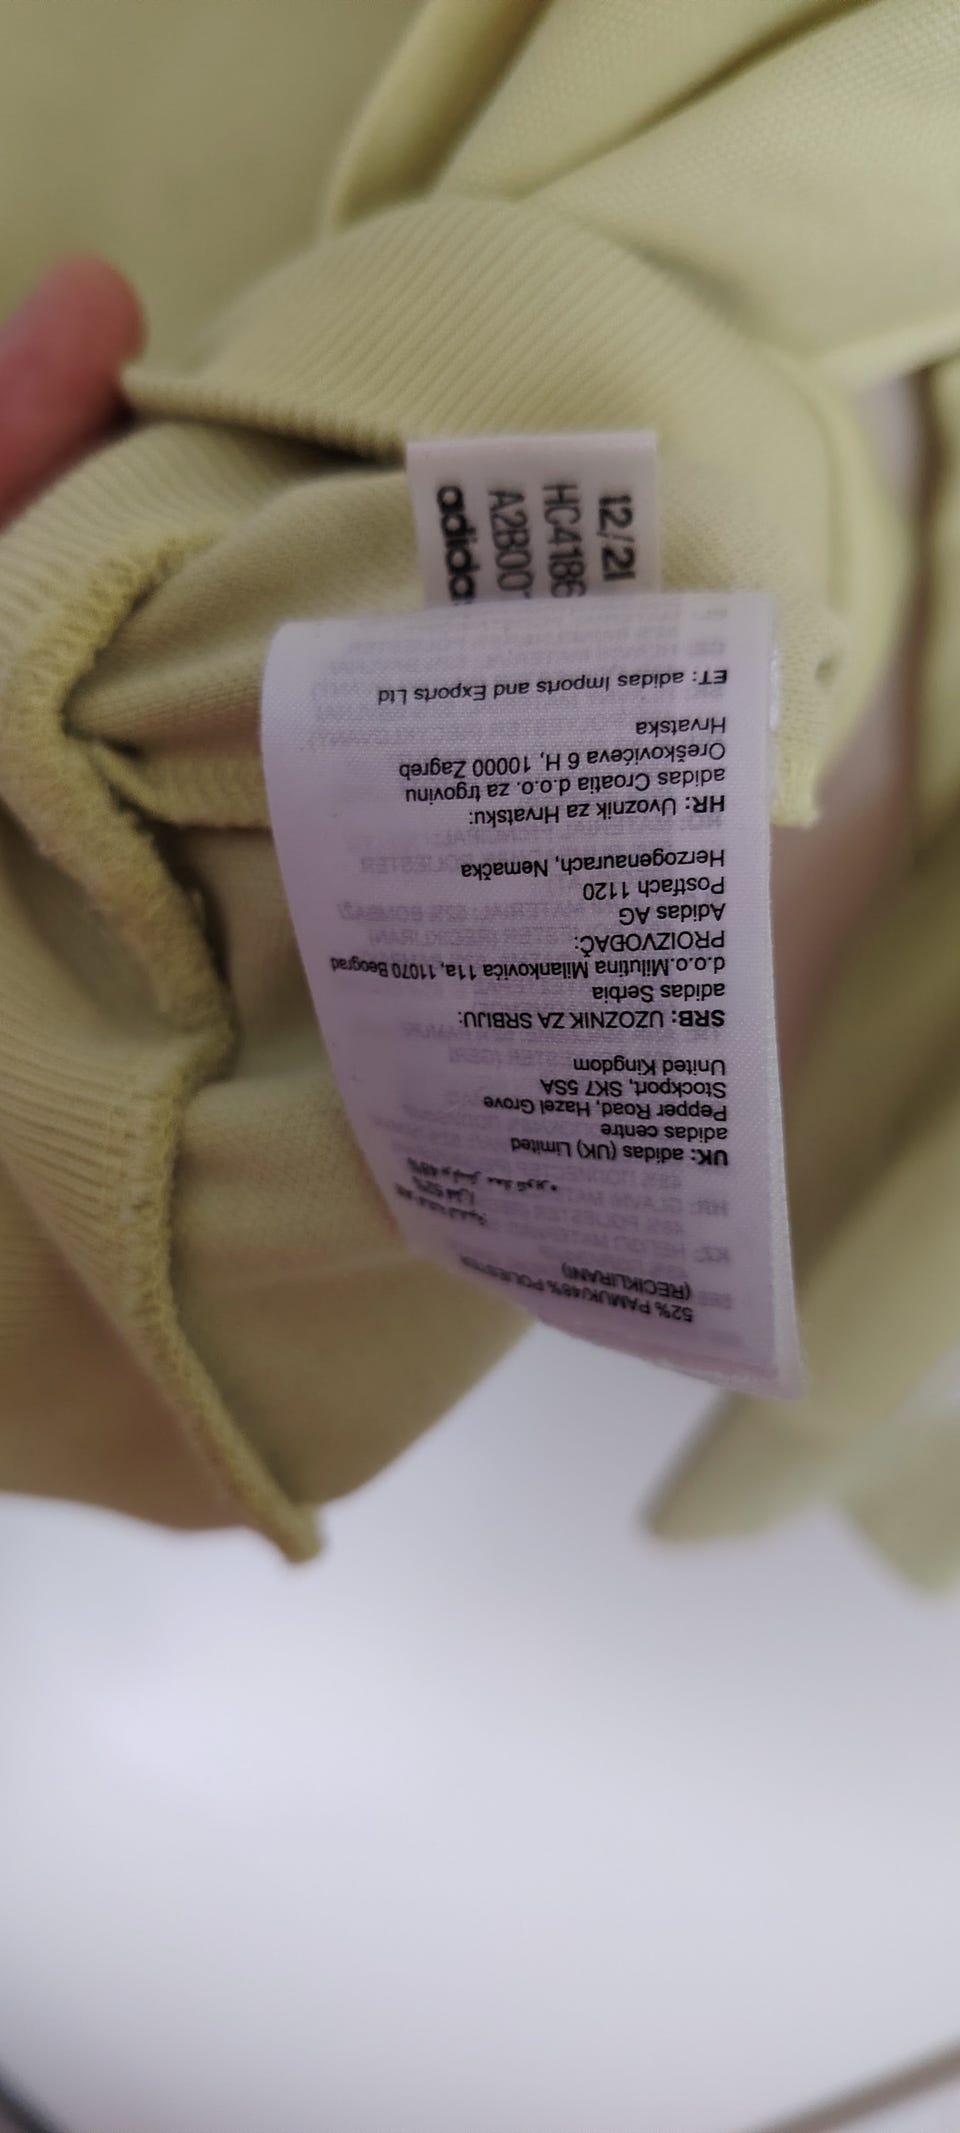 12/21
HC4186
A2B00
adidas
52% PAMUK/48% POLIESTER
(RECIKLIRANI)
UK: adidas (UK) Limited
adidas centre
Pepper Road, Hazel Grove
Stockport, SK7 5SA
United Kingdom
SRB: UZOZNIK ZA SRBIJU:
adidas Serbia
d.o.o.Milutina Milankovića 11a, 11070 Beograd
PROIZVOĐAČ:
Adidas AG
Postfach 1120
Herzogenaurach, Nemačka
HR: Uvoznik za Hrvatsku:
adidas Croatia d.o.o. za trgovinu
Oreškovićeva 6 H, 10000 Zagreb
Hrvatska
ET: adidas Imports and Exports Ltd